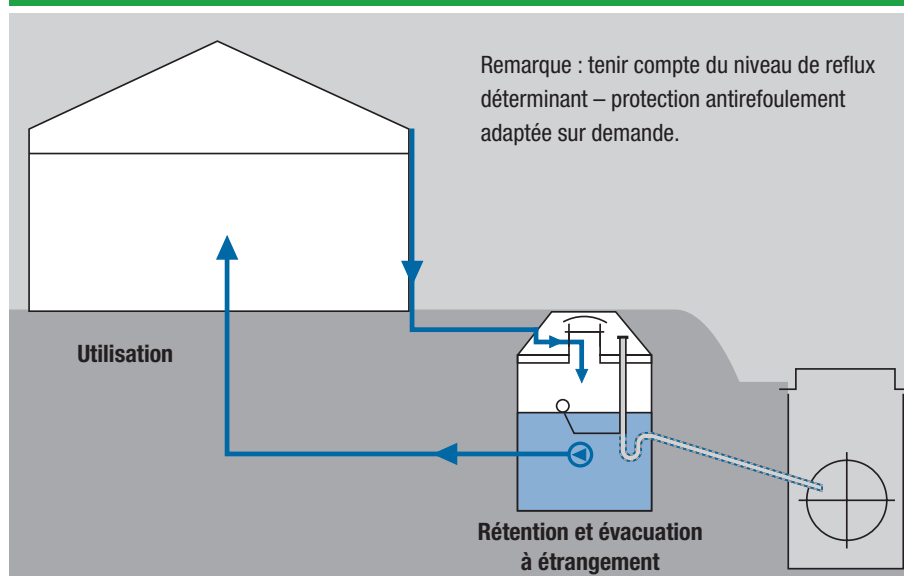 Remarque : tenir compte du niveau de reflux
déterminant – protection antirefoulement
adaptée sur demande.
Utilisation
Rétention et évacuation
à étrangement